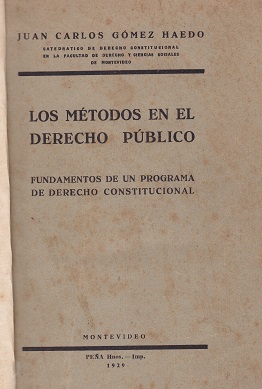 JUAN CARLOS GÓMEZ HAEDO
CATEDRATICO DE DERECHO CONSTITUCIONAL
EN LA FACULTAD DE DERECHO Y CIENCIAS SOCIALES
DE MONTEVIDEO
LOS MÉTODOS EN EL
DERECHO PÚBLICO
FUNDAMENTOS DE UN PROGRAMA
DE DERECHO CONSTITUCIONAL
MONTEVIDEO
PEÑA Hnos.—Imp.
1929